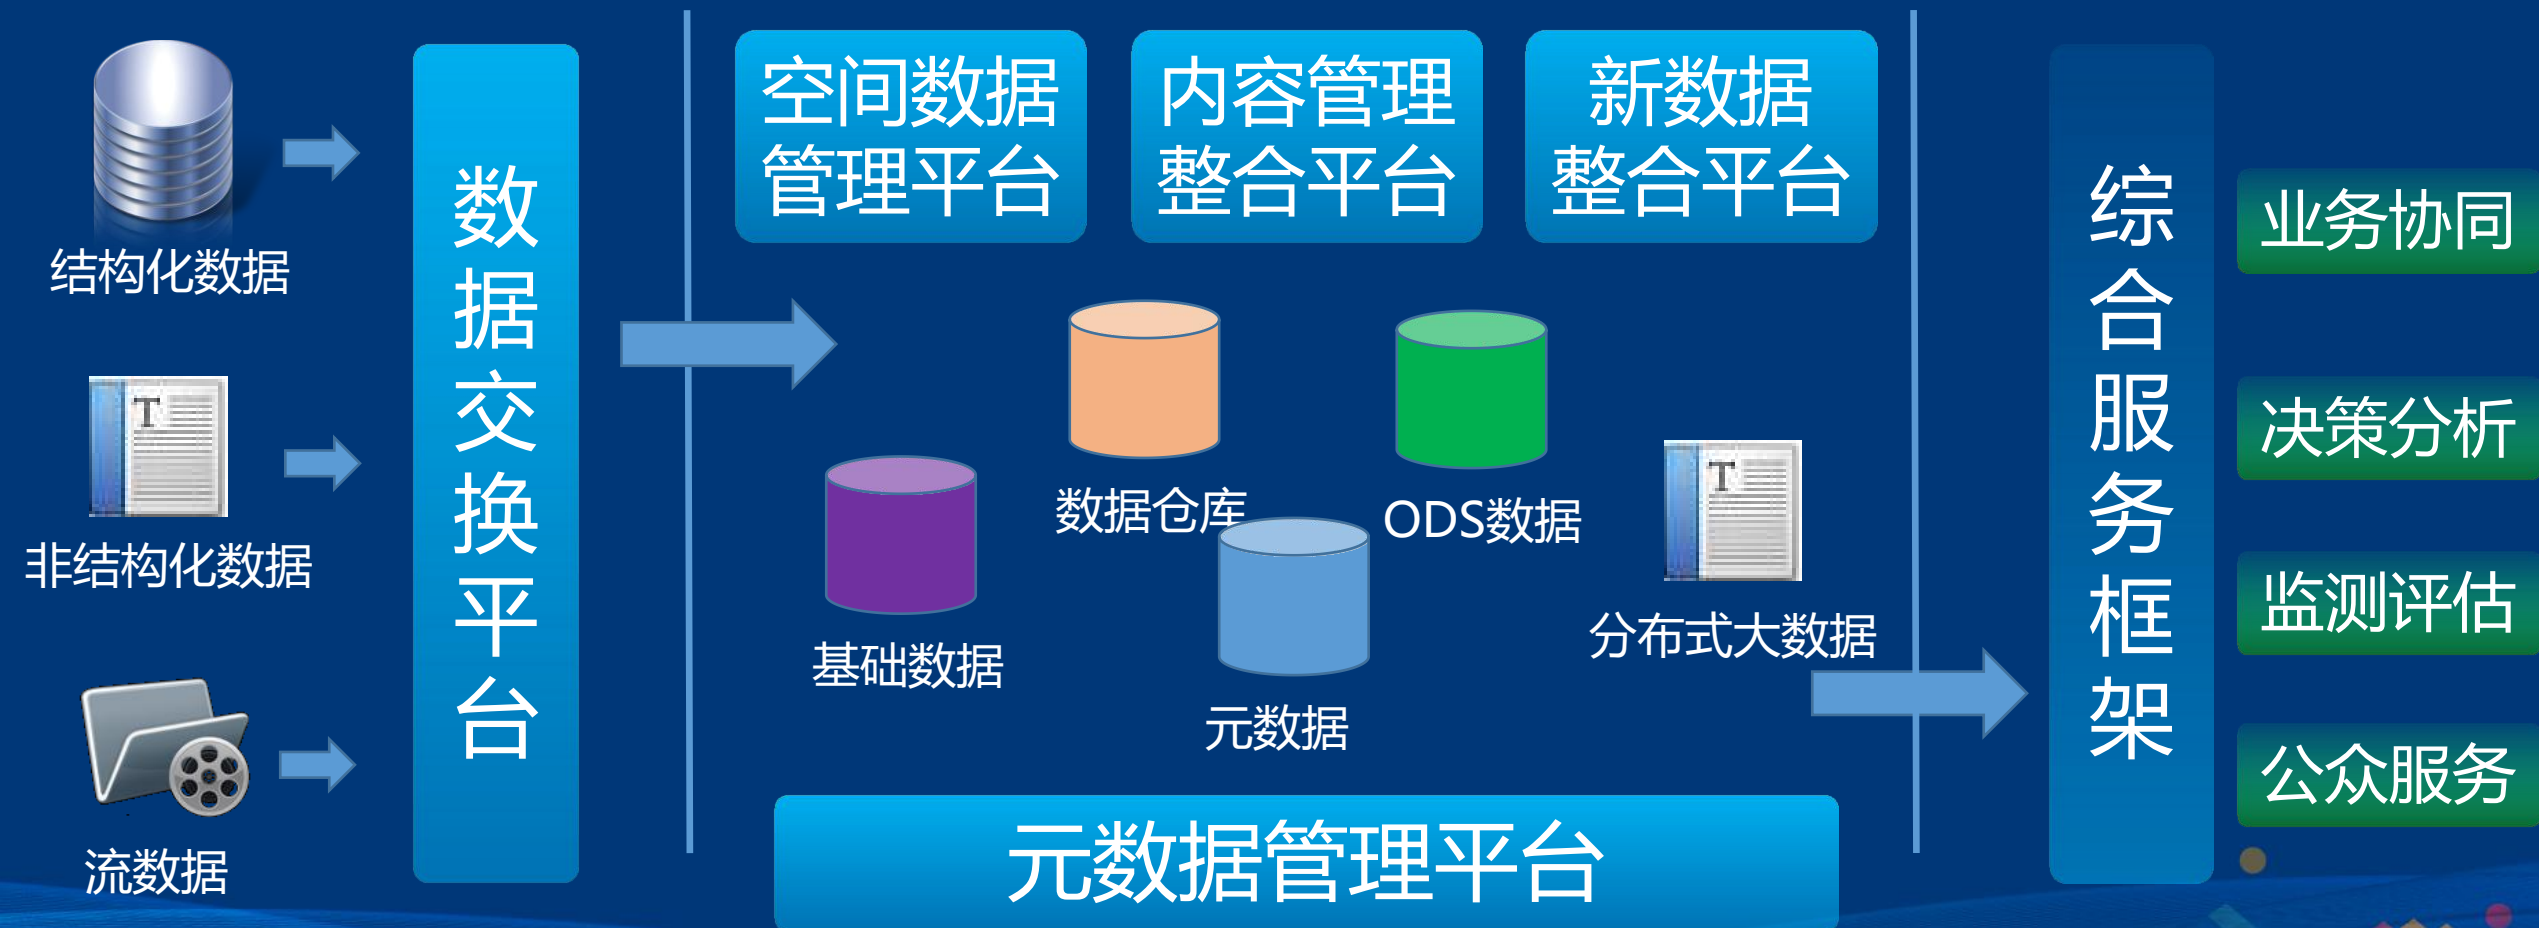 结构化数据
非结构化数据
流数据
数据交换平台
空间数据
管理平台
内容管理
整合平台
新数据
整合平台
数据仓库
ODS数据
基础数据
元数据
分布式大数据
元数据管理平台
综合服务框架
业务协同
决策分析
监测评估
公众服务